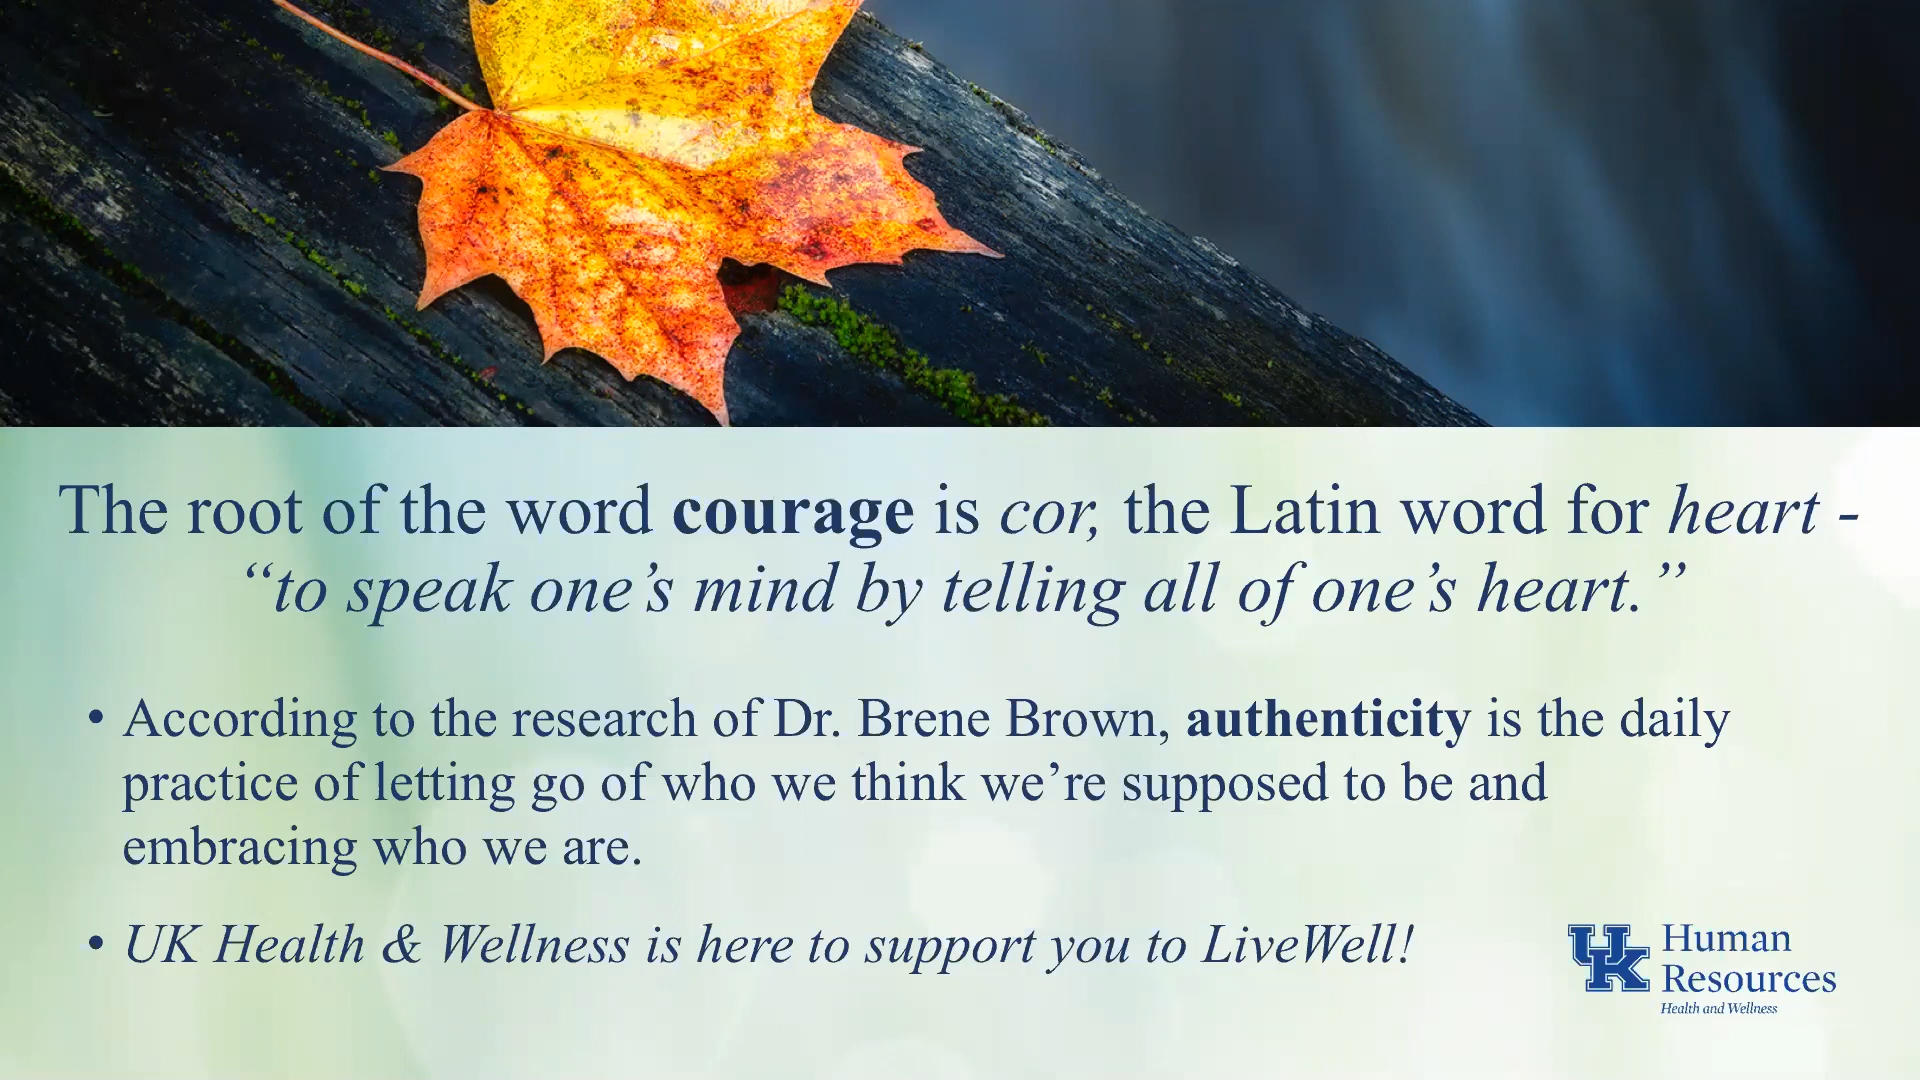 The root of the word courage is cor, the Latin word for heart -
“to speak one’s mind by telling all of one’s heart.”
• According to the research of Dr. Brene Brown, authenticity is the daily
practice of letting go of who we think we’re supposed to be and
embracing who we are.
• UK Health & Wellness is here to support you to LiveWell!
UK Human
Resources
Health and Wellness